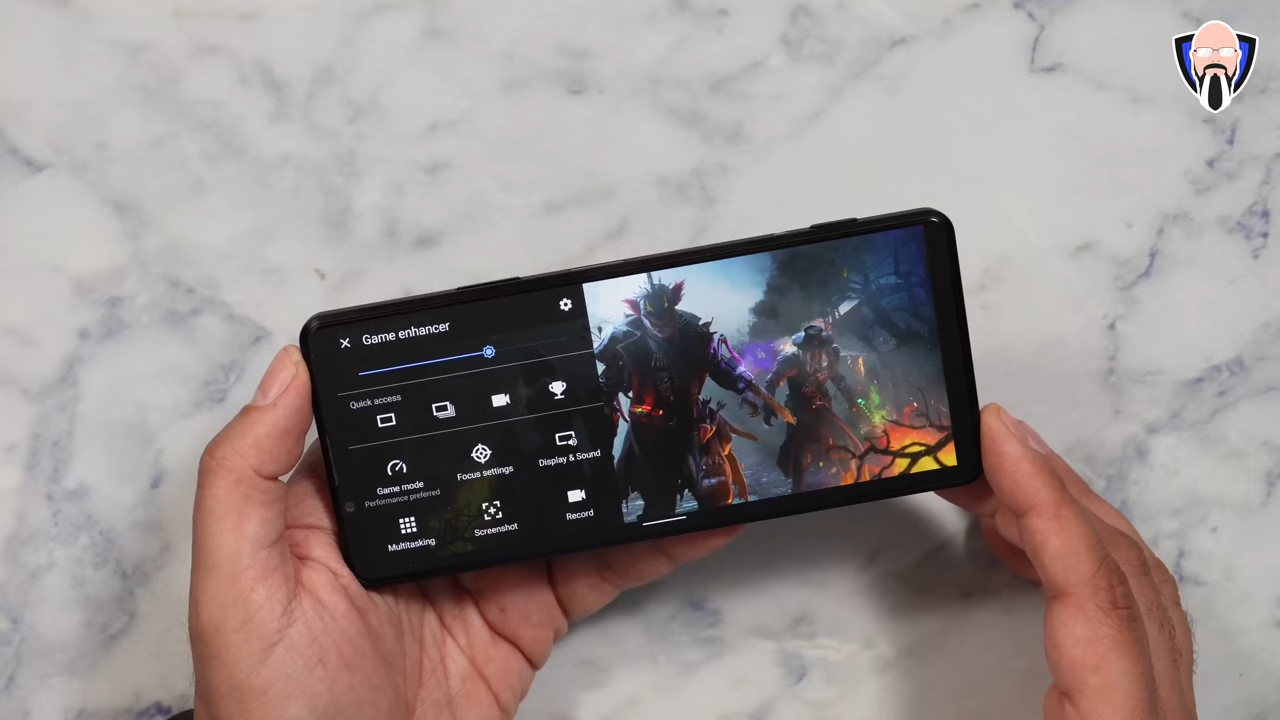 Game enhancer
Quick access
Game mode
Performance preferred
Focus settings
Display & Sound
Multitasking
Screenshot
Record